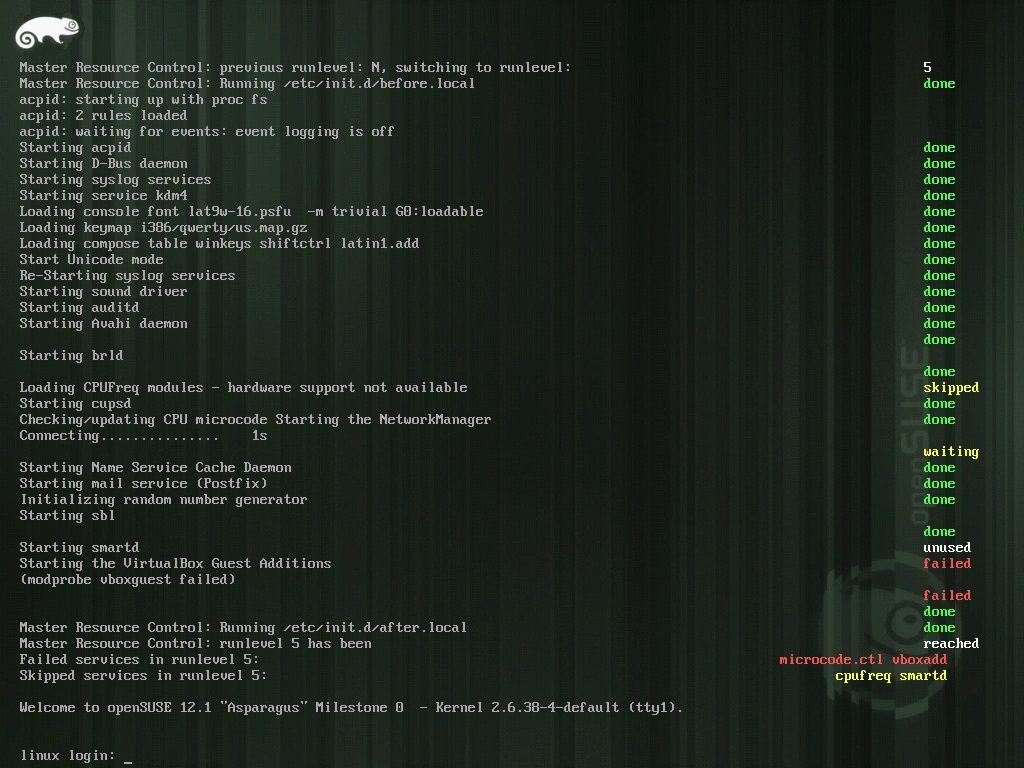 Master Resource Control: previous runlevel: N, switching to runlevel: 5
Master Resource Control: Running /etc/init.d/before.local done
acpid: starting up with proc fs
acpid: 2 rules loaded
acpid: waiting for events: event logging is off
Starting acpid done
Starting D-Bus daemon done
Starting syslog services done
Starting service kdm4 done
Loading console font lat9w-16.psfu  -m trivial G0:loadable done
Loading keymap i386/qwerty/us.map.gz done
Loading compose table winkeys shiftctrl latin1.add done
Start Unicode mode done
Re-Starting syslog services done
Starting sound driver done
Starting auditd done
Starting Avahi daemon done
done
Starting brld
done
Loading CPUFreq modules - hardware support not available skipped
Starting cupsd done
Checking/updating CPU microcode Starting the NetworkManager done
Connecting............... 1s
waiting
Starting Name Service Cache Daemon done
Starting mail service (Postfix) done
Initializing random number generator done
Starting sbl
done
Starting smartd unused
Starting the VirtualBox Guest Additions failed
(modprobe vboxguest failed)
failed
done
Master Resource Control: Running /etc/init.d/after.local done
Master Resource Control: runlevel 5 has been reached
Failed services in runlevel 5: microcode.ctl vboxadd
Skipped services in runlevel 5: cpufreq smartd
Welcome to openSUSE 12.1 "Asparagus" Milestone 0  - Kernel 2.6.38-4-default (tty1).
linux login: _
openSUSE